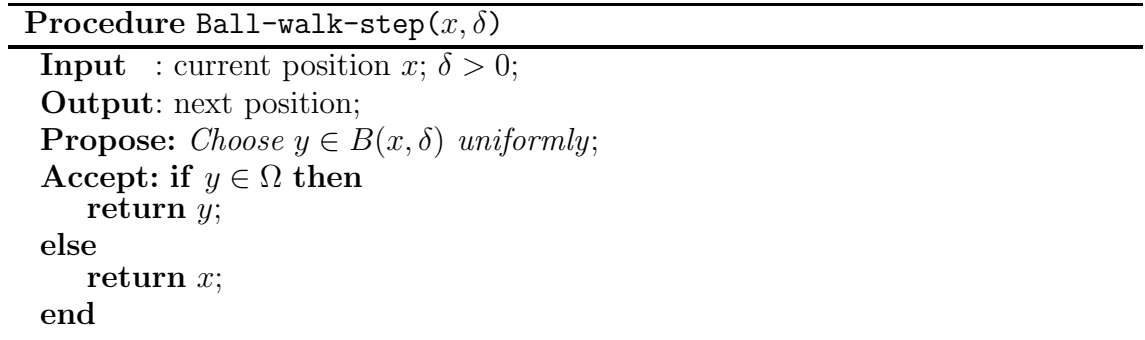 Procedure Ball-walk-step(x, δ)
Input : current position x; δ > 0;
Output: next position;
Propose: Choose y ∈ B(x, δ) uniformly;
Accept: if y ∈ Ω then
return y;
else
return x;
end